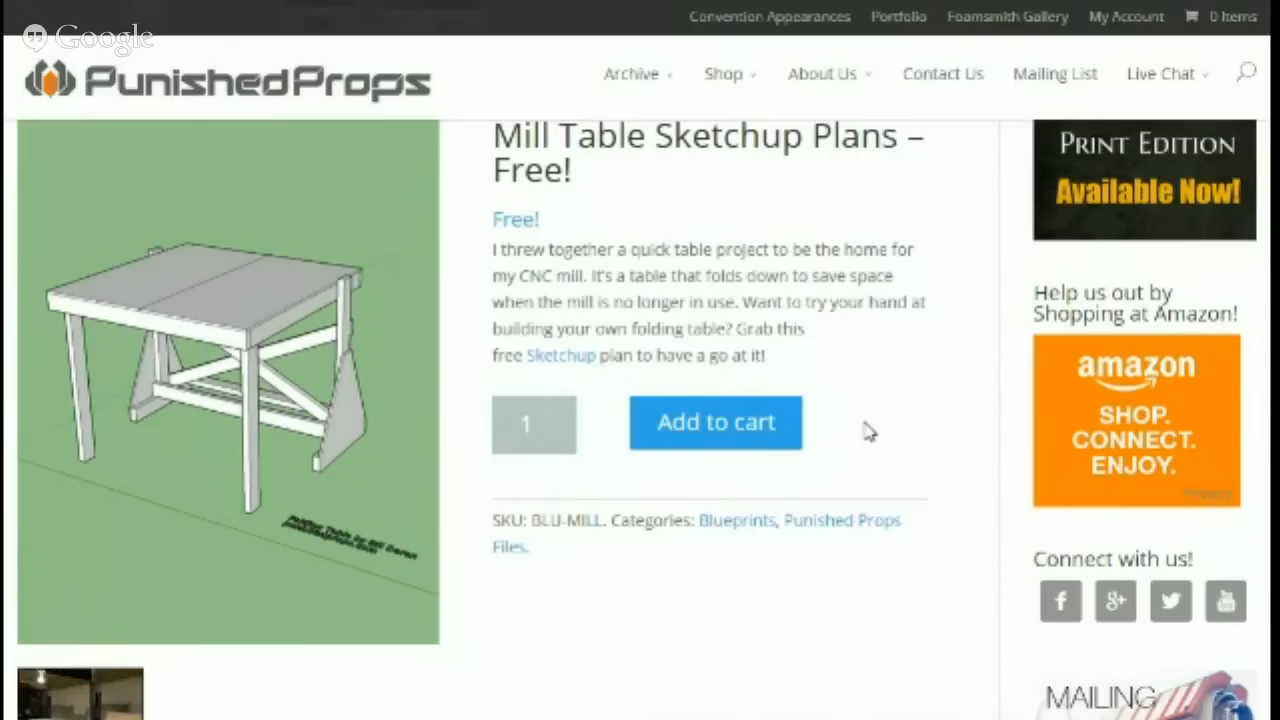 Convention Appearances Portfolio Foamsmith Gallery My Account 0 Items
Google
PunishedProps
Archive Shop About Us Contact Us Mailing List Live Chat
Mill Table Sketchup Plans –
Free!
Free!
I threw together a quick table project to be the home for
my CNC mill. It's a table that folds down to save space
when the mill is no longer in use. Want to try your hand at
building your own folding table? Grab this
free Sketchup plan to have a go at it!
1
Add to cart
SKU: BLU-MILL. Categories: Blueprints, Punished Props
Files.
PRINT EDITION
Available Now!
Help us out by
Shopping at Amazon!
amazon
SHOP.
CONNECT.
ENJOY.
Connect with us!
f
g+
You
MAILING